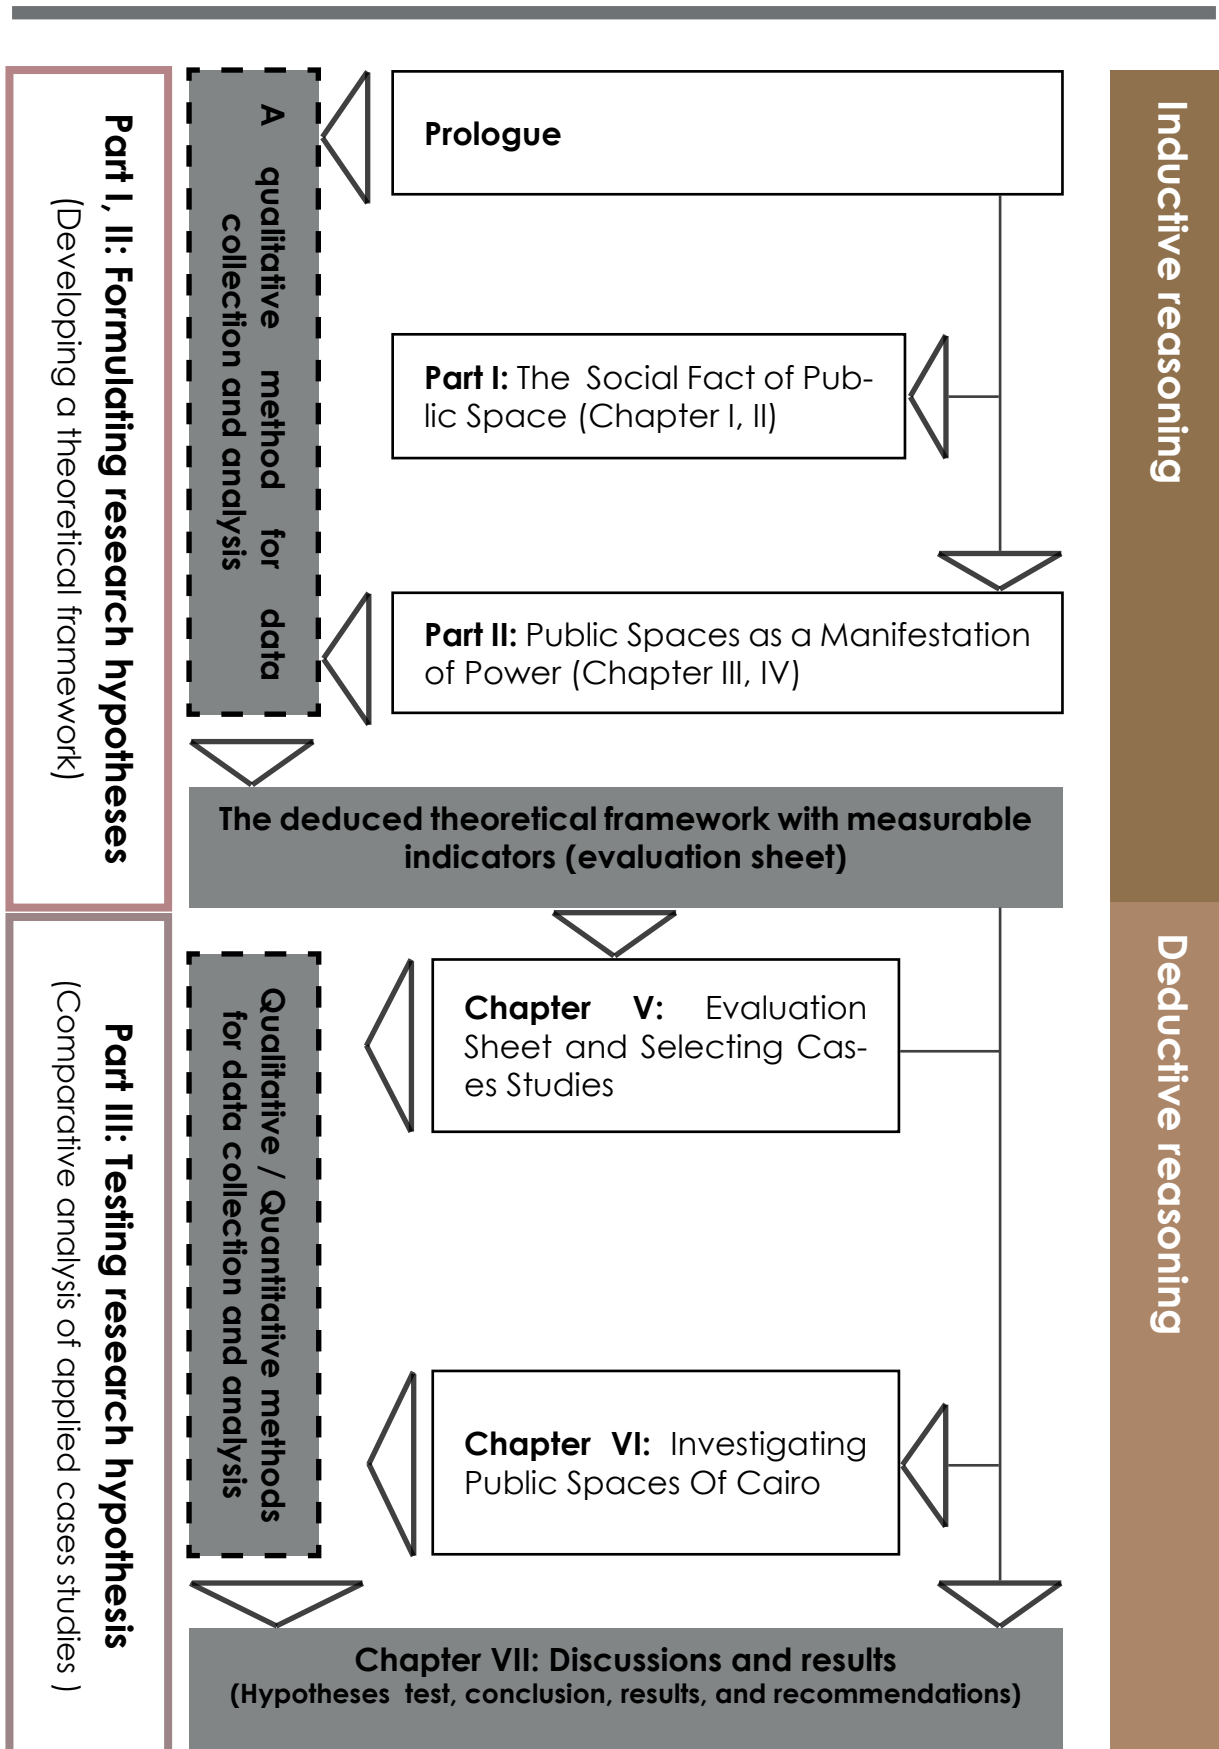 Part I, II: Formulating research hypotheses
(Developing a theoretical framework)
A qualitative method for data
collection and analysis
Prologue
Part I: The Social Fact of Pub-
lic Space (Chapter I, II)
Part II: Public Spaces as a Manifestation
of Power (Chapter III, IV)
Inductive reasoning
The deduced theoretical framework with measurable
indicators (evaluation sheet)
Part III: Testing research hypothesis
(Comparative analysis of applied cases studies )
Qualitative / Quantitative methods
for data collection and analysis
Chapter V: Evaluation
Sheet and Selecting Cas-
es Studies
Chapter VI: Investigating
Public Spaces Of Cairo
Deductive reasoning
Chapter VII: Discussions and results
(Hypotheses test, conclusion, results, and recommendations)